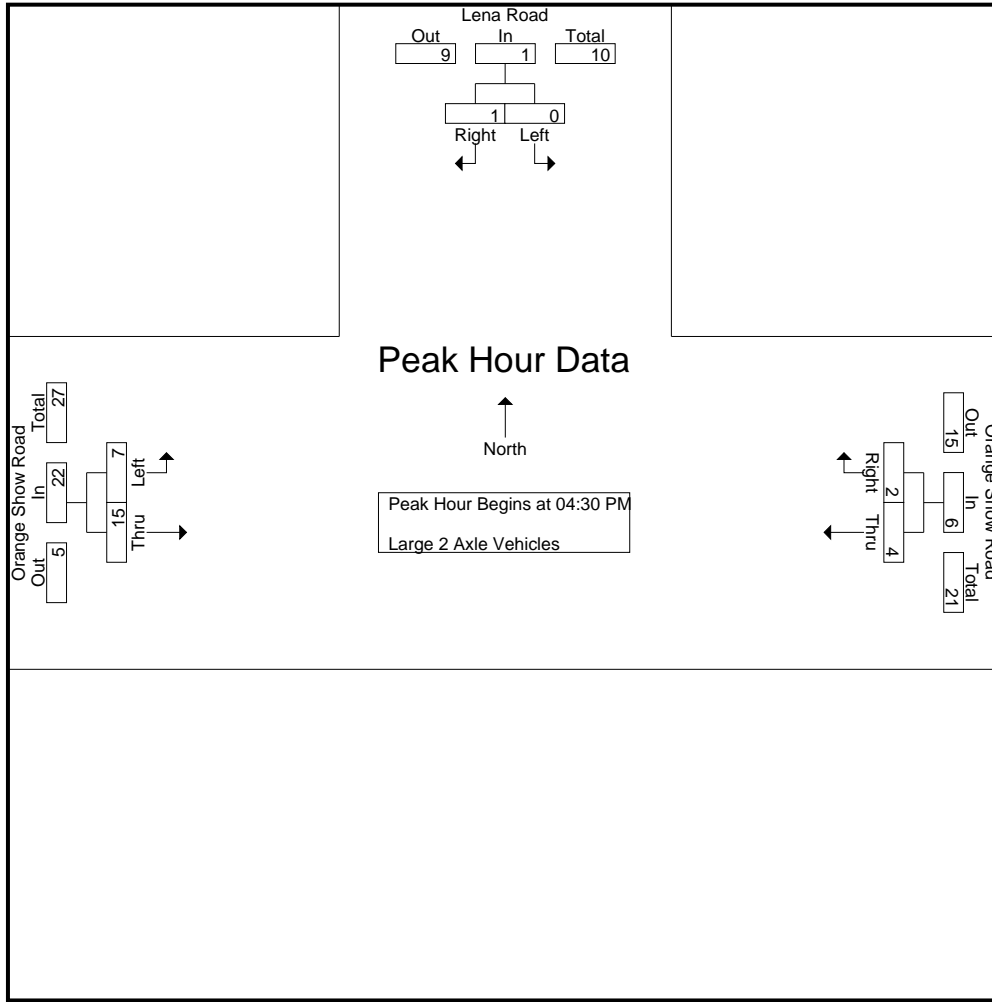 Lena Road
Out In Total
9 1 10
1 0
Right Left
Peak Hour Data
North
Peak Hour Begins at 04:30 PM
Large 2 Axle Vehicles
Orange Show Road
Total In Out
27 22 5
7 15
Left Thru
Orange Show Road
Out In Total
15 6 21
2 4
Right Thru